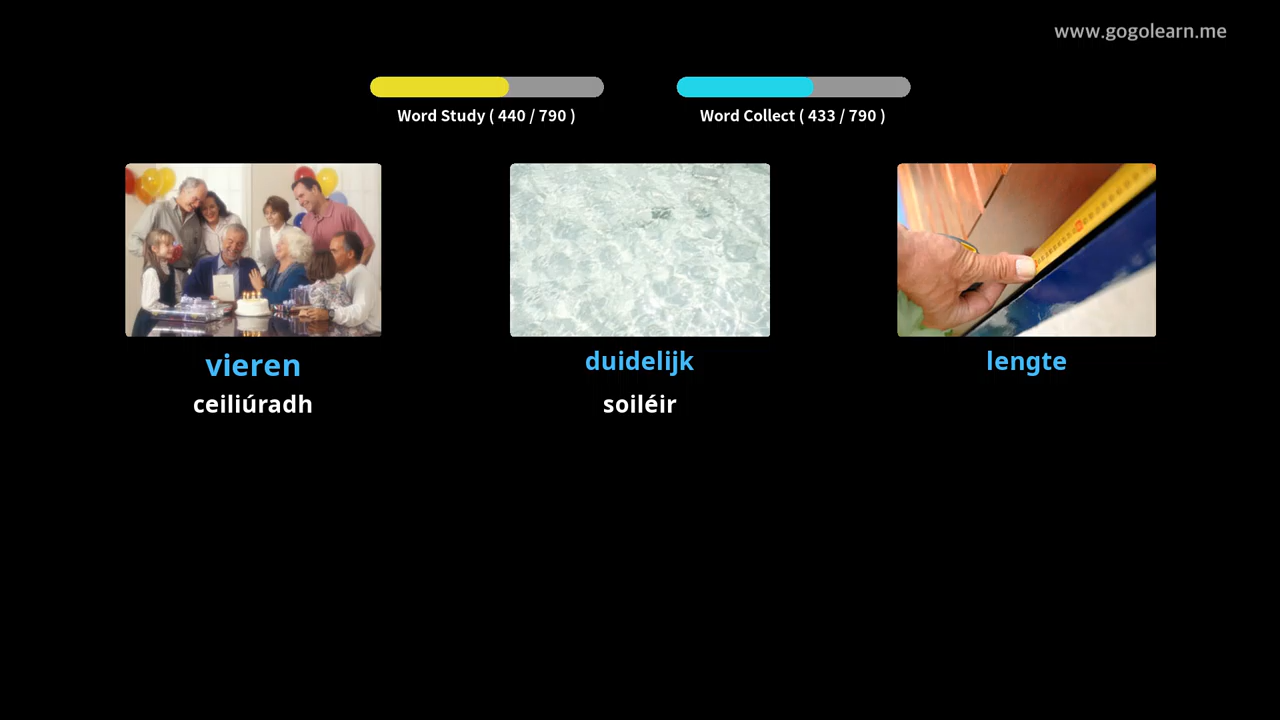 www.gogolearn.me
Word Study ( 440 / 790 )
Word Collect ( 433 / 790 )
vieren
duidelijk
lengte
ceiliúradh
soiléir